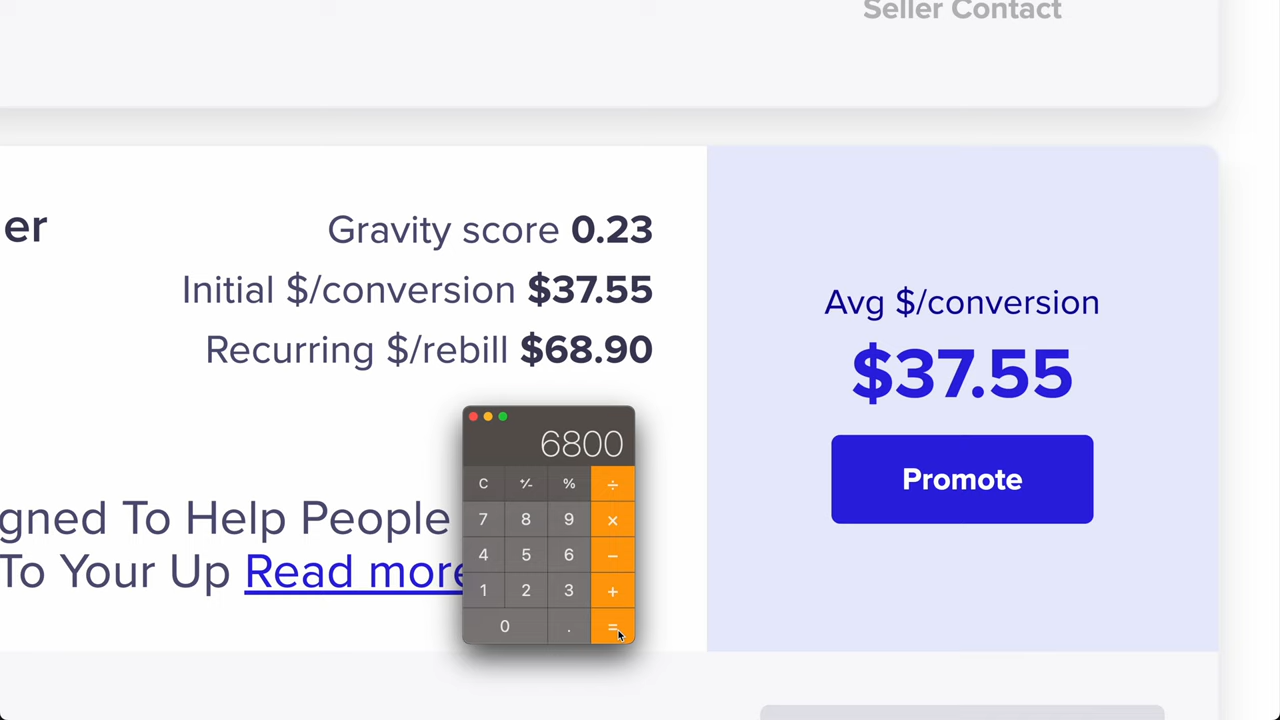 Seller Contact
er
Gravity score 0.23
Initial $/conversion $37.55
Recurring $/rebill $68.90
Avg $/conversion
$37.55
Promote
gned To Help People
To Your Up Read more
6800
C +/- % ÷
7 8 9 ×
4 5 6 −
1 2 3 +
0 . =